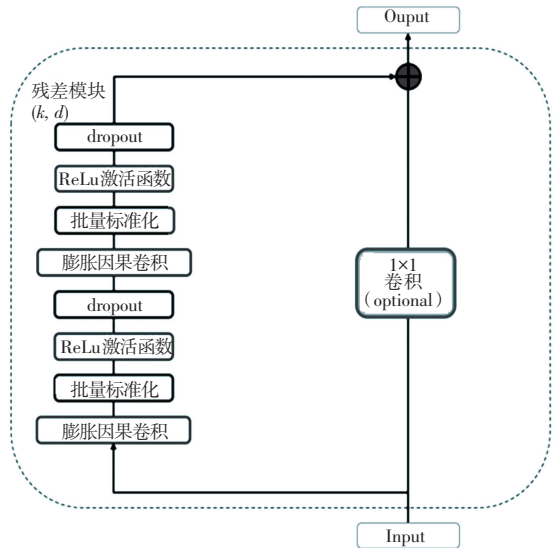 Ouput
残差模块
(k, d)
dropout
ReLu激活函数
批量标准化
膨胀因果卷积
dropout
ReLu激活函数
批量标准化
膨胀因果卷积
1×1
卷积
(optional)
Input